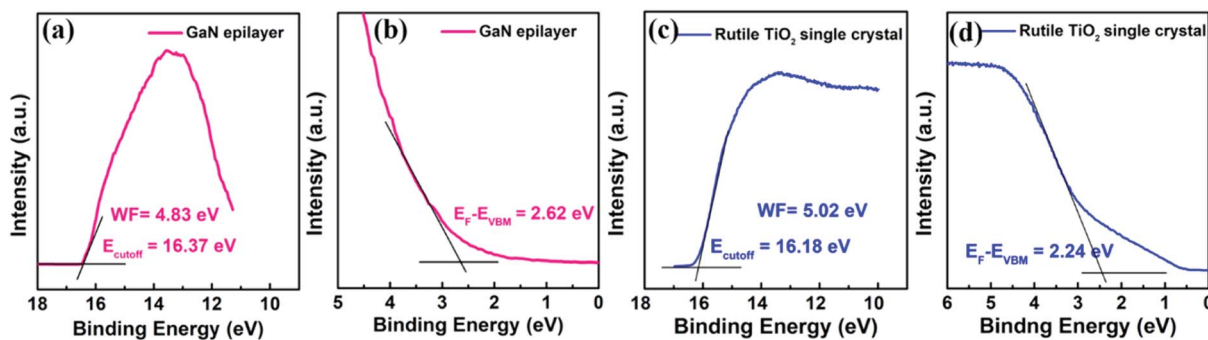 (a)
GaN epilayer
Intensity (a.u.)
WF= 4.83 eV
E_cutoff = 16.37 eV
18 16 14 12 10
Binding Energy (eV)
(b)
GaN epilayer
Intensity (a.u.)
E_F-E_VBM = 2.62 eV
5 4 3 2 1 0
Binding Energy (eV)
(c)
Rutile TiO₂ single crystal
Intensity (a.u.)
WF= 5.02 eV
E_cutoff = 16.18 eV
18 16 14 12 10
Binding Energy (eV)
(d)
Rutile TiO₂ single crystal
Intensity (a.u.)
E_F-E_VBM = 2.24 eV
6 5 4 3 2 1 0
Bindng Energy (eV)